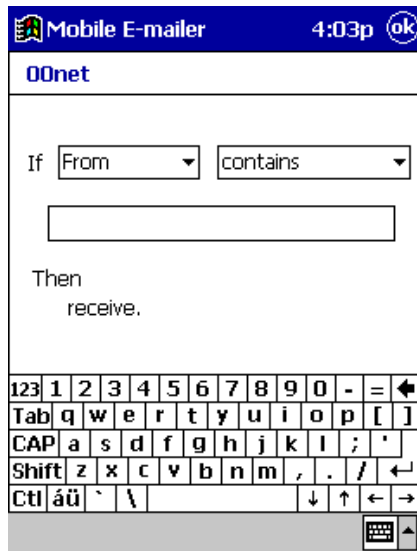 Mobile E-mailer 4:03p ok
00net
If From contains
Then
receive.
123 1 2 3 4 5 6 7 8 9 0 - =
Tab q w e r t y u i o p [ ]
CAP a s d f g h j k l ; '
Shift z x c v b n m , . /
Ctl áü ` \